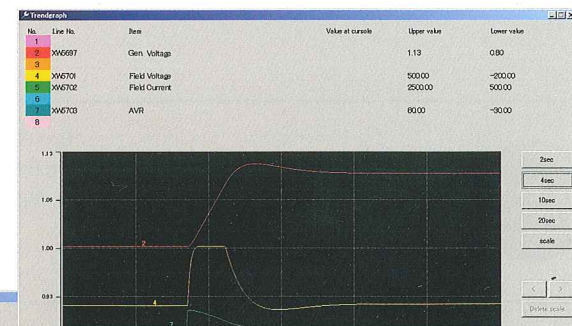 Trendgraph
No. Line No. Item Value at cursole Upper value Lower value
1
2 XW5697 Gen. Voltage 1.13 0.80
3
4 XW5701 Field Voltage 500.00 -200.00
5 XW5702 Field Current 2500.00 500.00
6
7 XW5703 AVR 80.00 -30.00
8
1.13
1.06
1.00
0.93
2
4
7
2sec
4sec
10sec
20sec
scale
< >
Delete scale